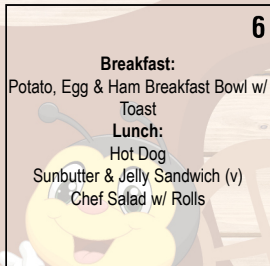 6
Breakfast:
Potato, Egg & Ham Breakfast Bowl w/
Toast
Lunch:
Hot Dog
Sunbutter & Jelly Sandwich (v)
Chef Salad w/ Rolls